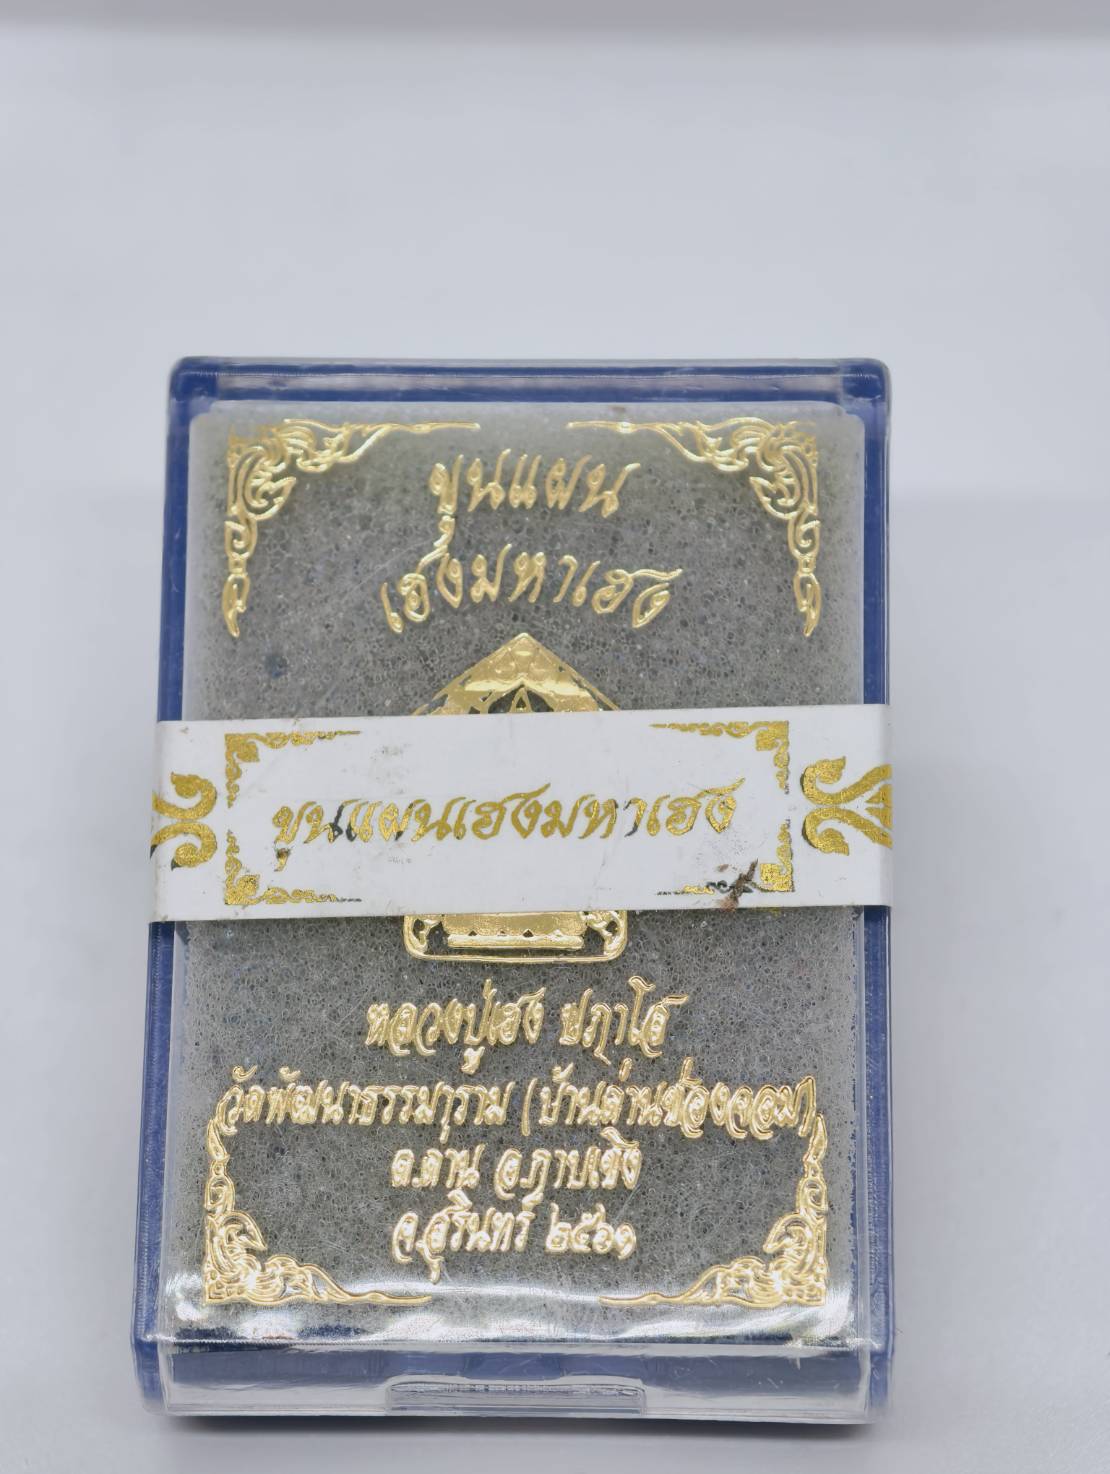 ขุนแผน
เฮงมหาเฮง
ขุนแผนเฮงมหาเฮง
หลวงปู่เฮง ปภาโส
วัดพัฒนาธรรมาราม (บ้านด่านช่องจอม)
ต.ด่าน อ.กาบเชิง
จ.สุรินทร์ ๒๕๖๑